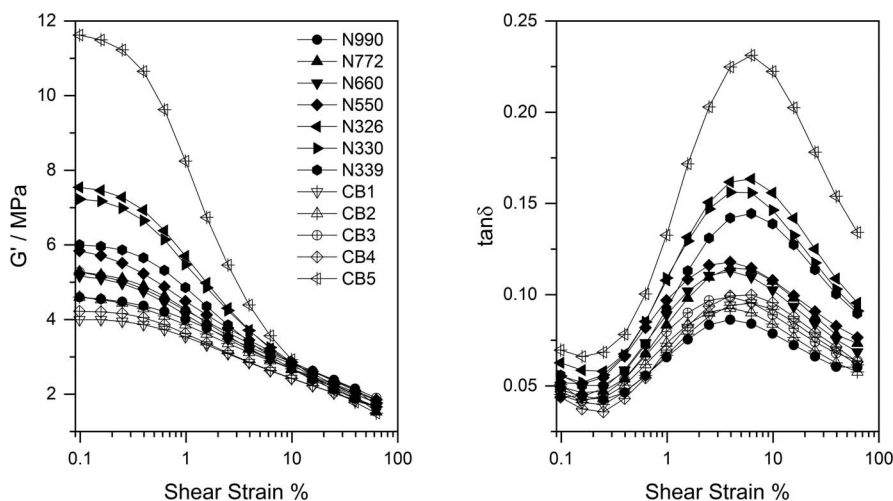 12
10
8
6
4
2
G' / MPa
0.1
1
10
100
Shear Strain %
N990
N772
N660
N550
N326
N330
N339
CB1
CB2
CB3
CB4
CB5
0.25
0.20
0.15
0.10
0.05
tanδ
0.1
1
10
100
Shear Strain %